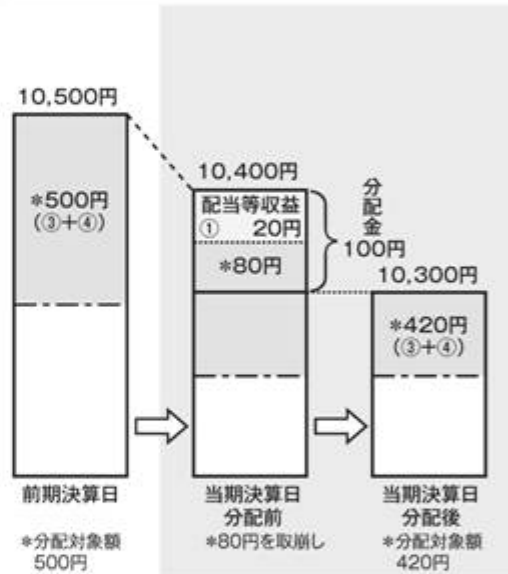 10,500円
*500円
(③+④)
前期決算日
*分配対象額
500円
10,400円
配当等収益
① 20円
*80円
分配金
100円
当期決算日
分配前
*80円を取崩し
10,300円
*420円
(③+④)
当期決算日
分配後
*分配対象額
420円